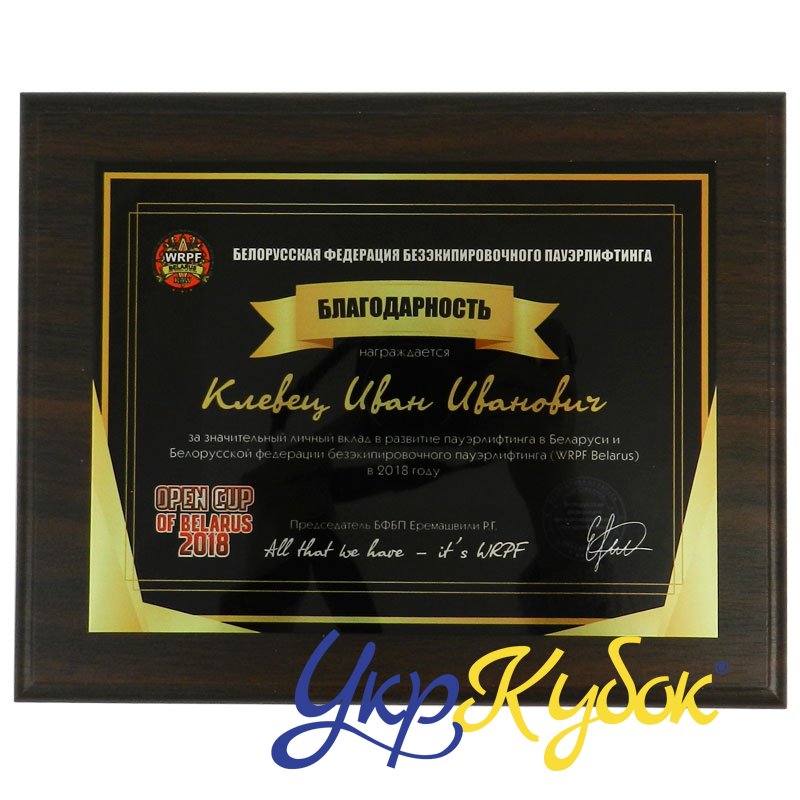 WRPF
BELARUS
БЕЛОРУССКАЯ ФЕДЕРАЦИЯ БЕЗЭКИПИРОВОЧНОГО ПАУЭРЛИФТИНГА
БЛАГОДАРНОСТЬ
награждается
Клевец Иван Иванович
за значительный личный вклад в развитие пауэрлифтинга в Беларуси и
Белорусской федерации безэкипировочного пауэрлифтинга (WRPF Belarus)
в 2018 году
OPEN CUP
OF BELARUS
2018
Председатель БФБП Еремашвили Р.Г.
All that we have – it's WRPF
УкрКубок®